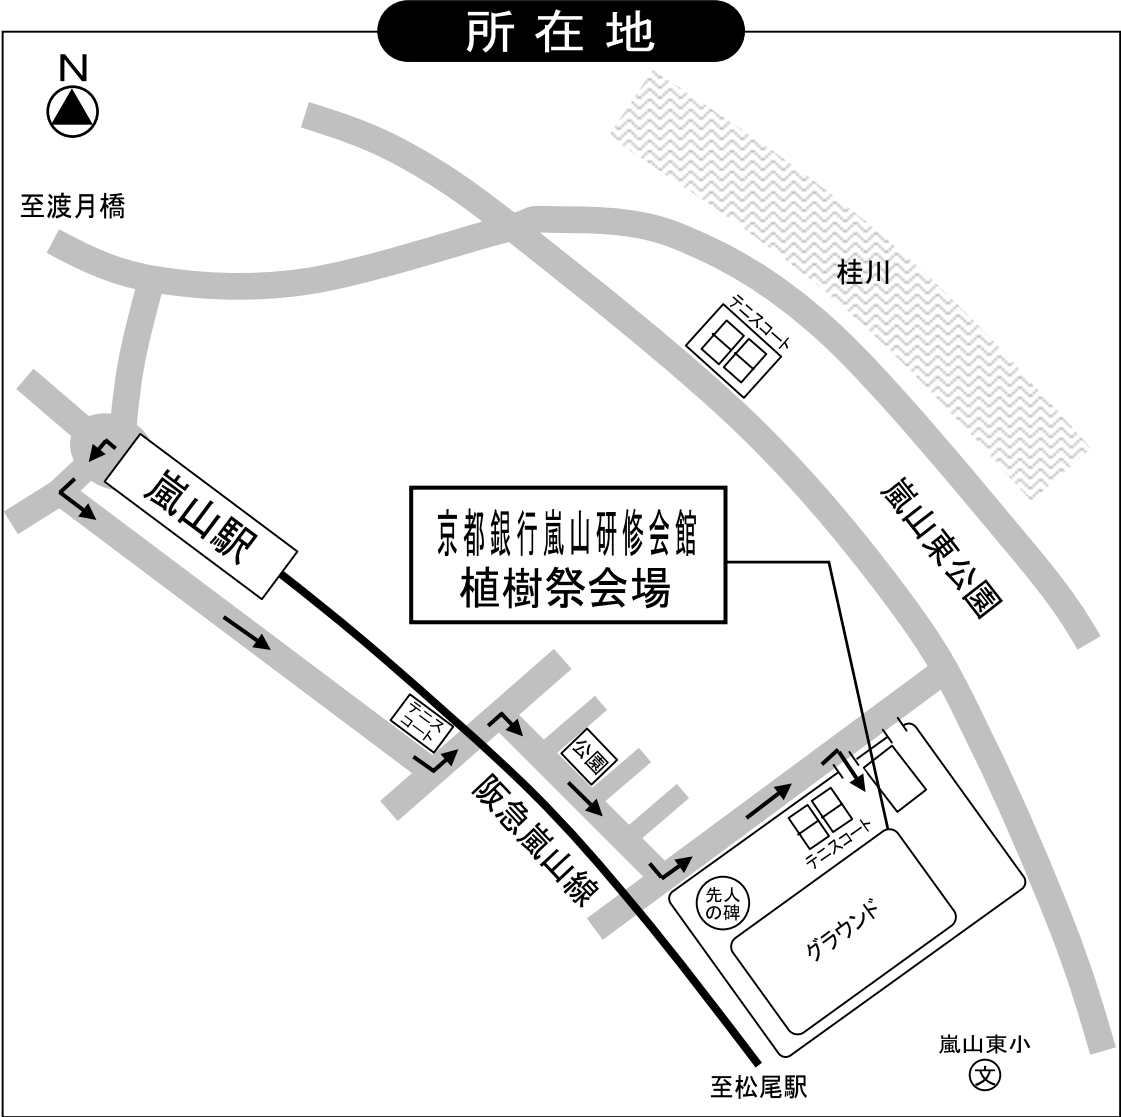 所在地
N
至渡月橋
桂川
テニスコート
嵐山駅
京都銀行嵐山研修会館
植樹祭会場
嵐山東公園
テニス
コート
公園
阪急嵐山線
テニスコート
先人
の碑
グラウンド
嵐山東小
文
至松尾駅